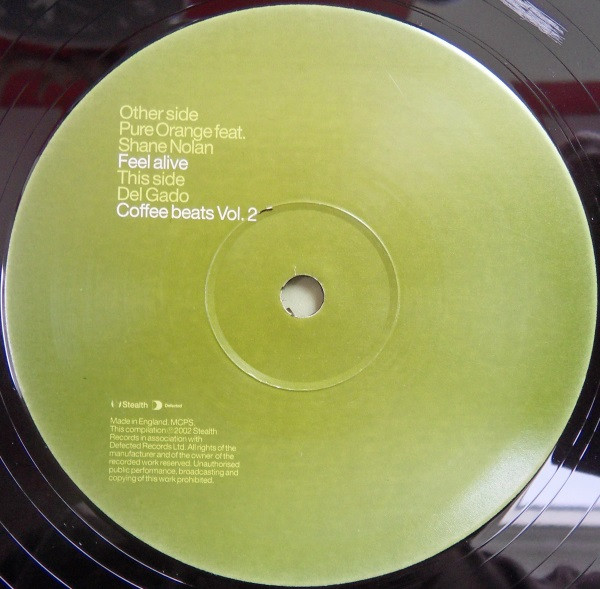 Other side
Pure Orange feat.
Shane Nolan
Feel alive
This side
Del Gado
Coffee beats Vol. 2
Stealth Defected
Made in England. MCPS.
This compilation ℗2002 Stealth
Records in association with
Defected Records Ltd. All rights of the
manufacturer and of the owner of the
recorded work reserved. Unauthorised
public performance, broadcasting and
copying of this work prohibited.